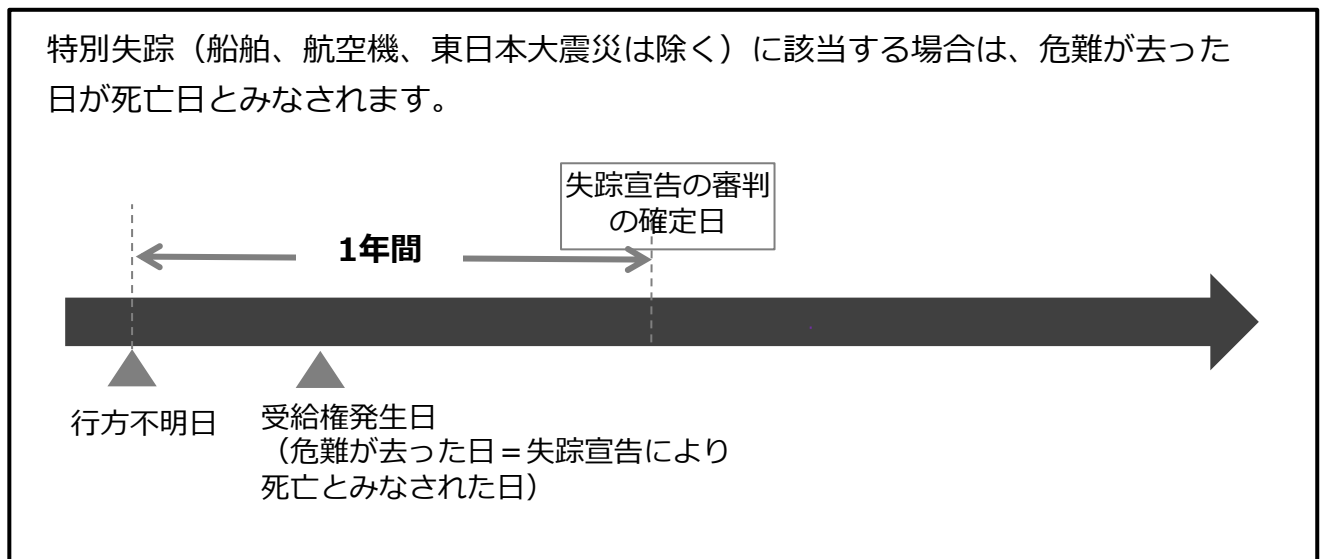 特別失踪（船舶、航空機、東日本大震災は除く）に該当する場合は、危難が去った
日が死亡日とみなされます。
失踪宣告の審判
の確定日
1年間
行方不明日
受給権発生日
（危難が去った日＝失踪宣告により
死亡とみなされた日）